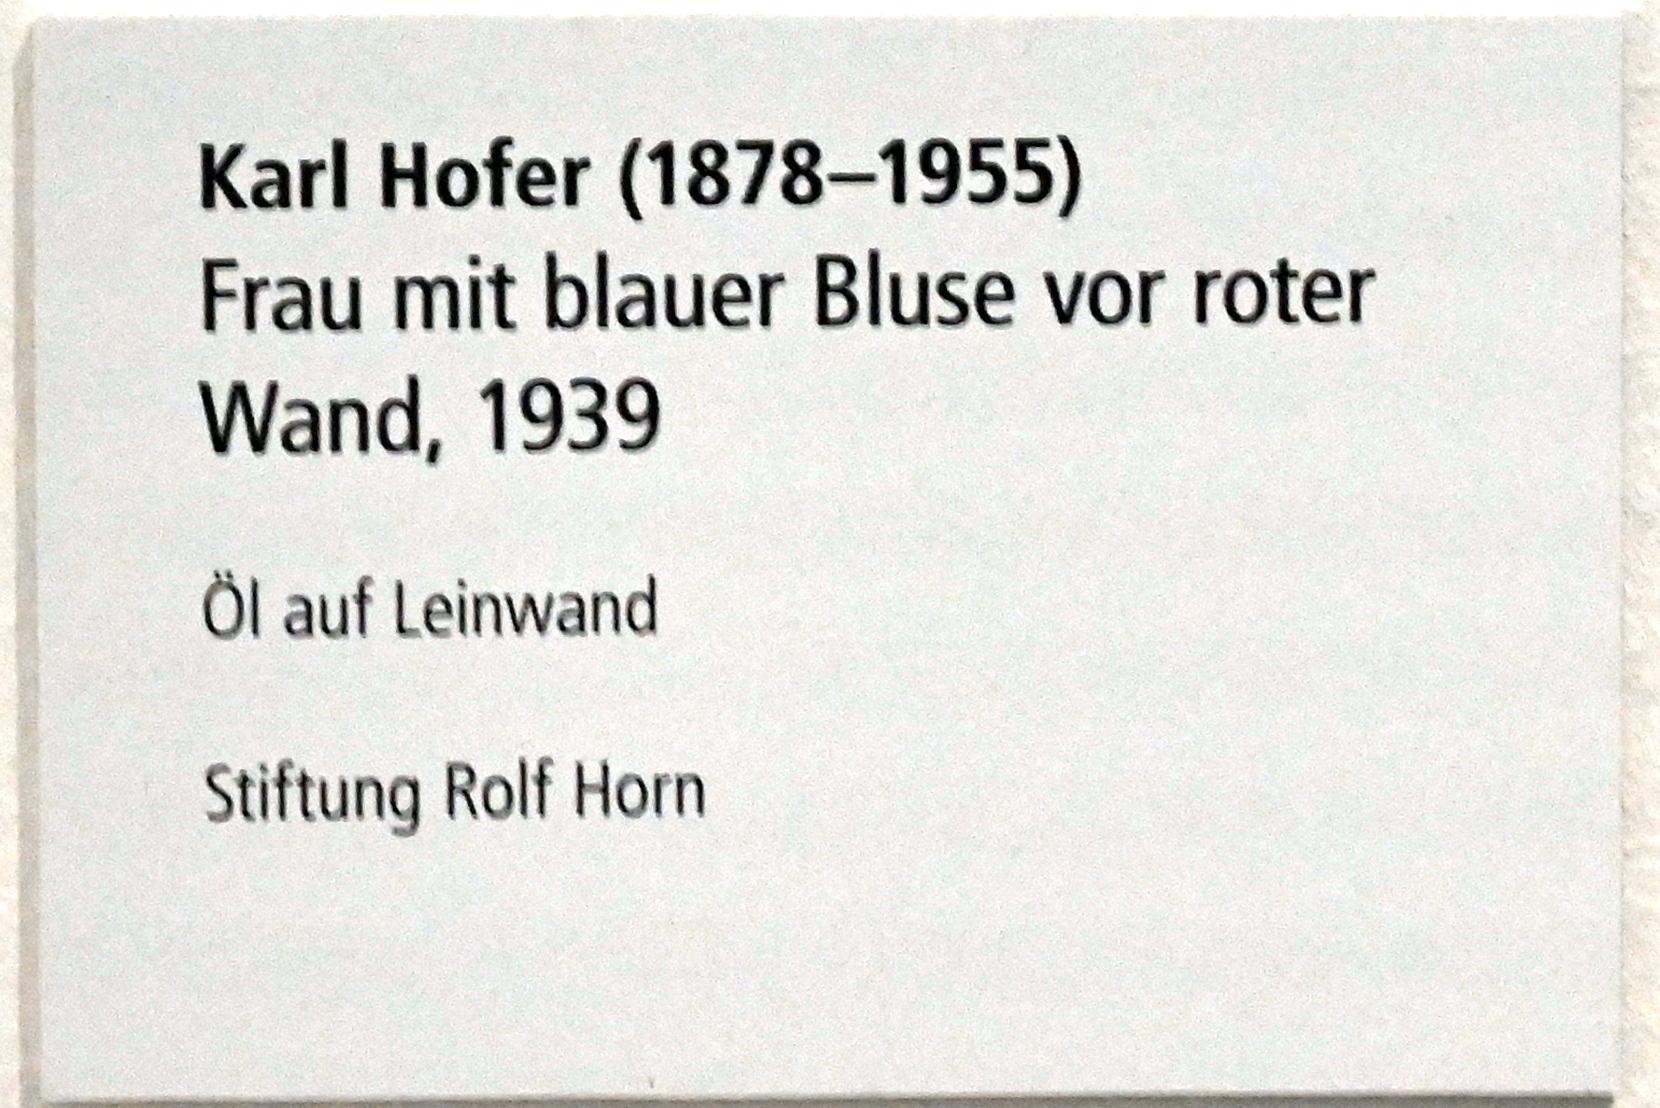 Karl Hofer (1878–1955)
Frau mit blauer Bluse vor roter
Wand, 1939
Öl auf Leinwand
Stiftung Rolf Horn